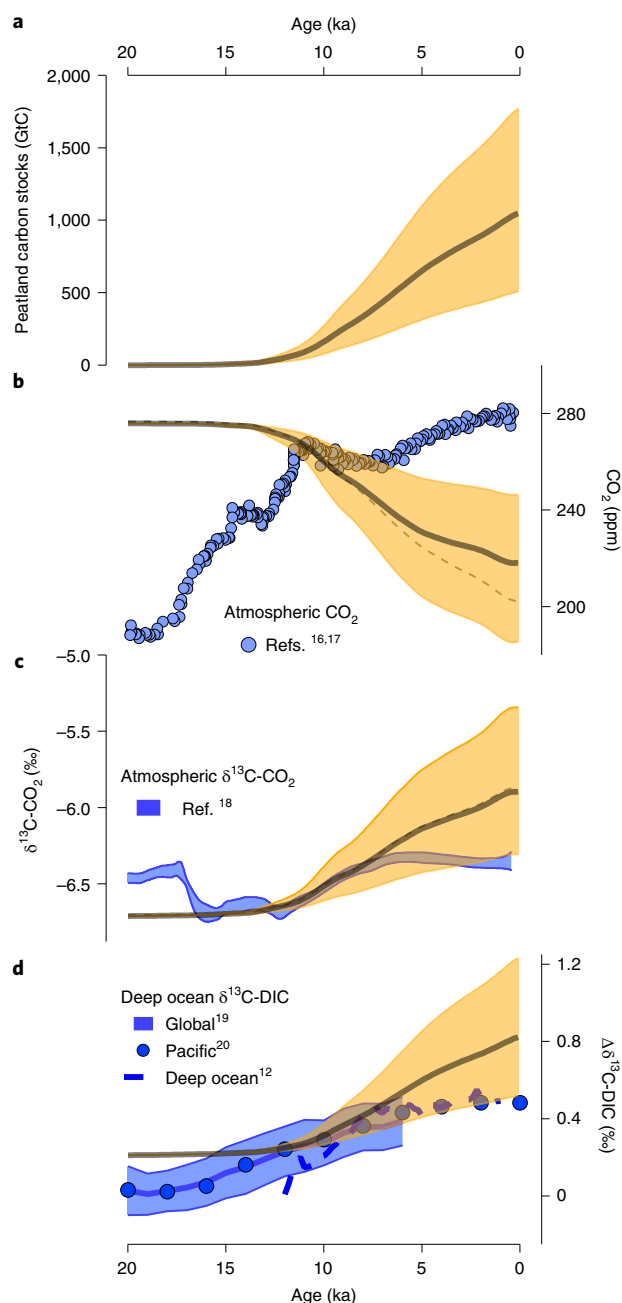 a
Age (ka)
20 15 10 5 0
2,000
1,500
1,000
500
0
Peatland carbon stocks (GtC)
b
280
240
200
CO₂ (ppm)
Atmospheric CO₂
Refs. ¹⁶,¹⁷
c
–5.0
–5.5
–6.0
–6.5
δ¹³C-CO₂ (‰)
Atmospheric δ¹³C-CO₂
Ref. ¹⁸
d
Deep ocean δ¹³C-DIC
Global¹⁹
Pacific²⁰
Deep ocean¹²
1.2
0.8
0.4
0
Δδ¹³C-DIC (‰)
20 15 10 5 0
Age (ka)